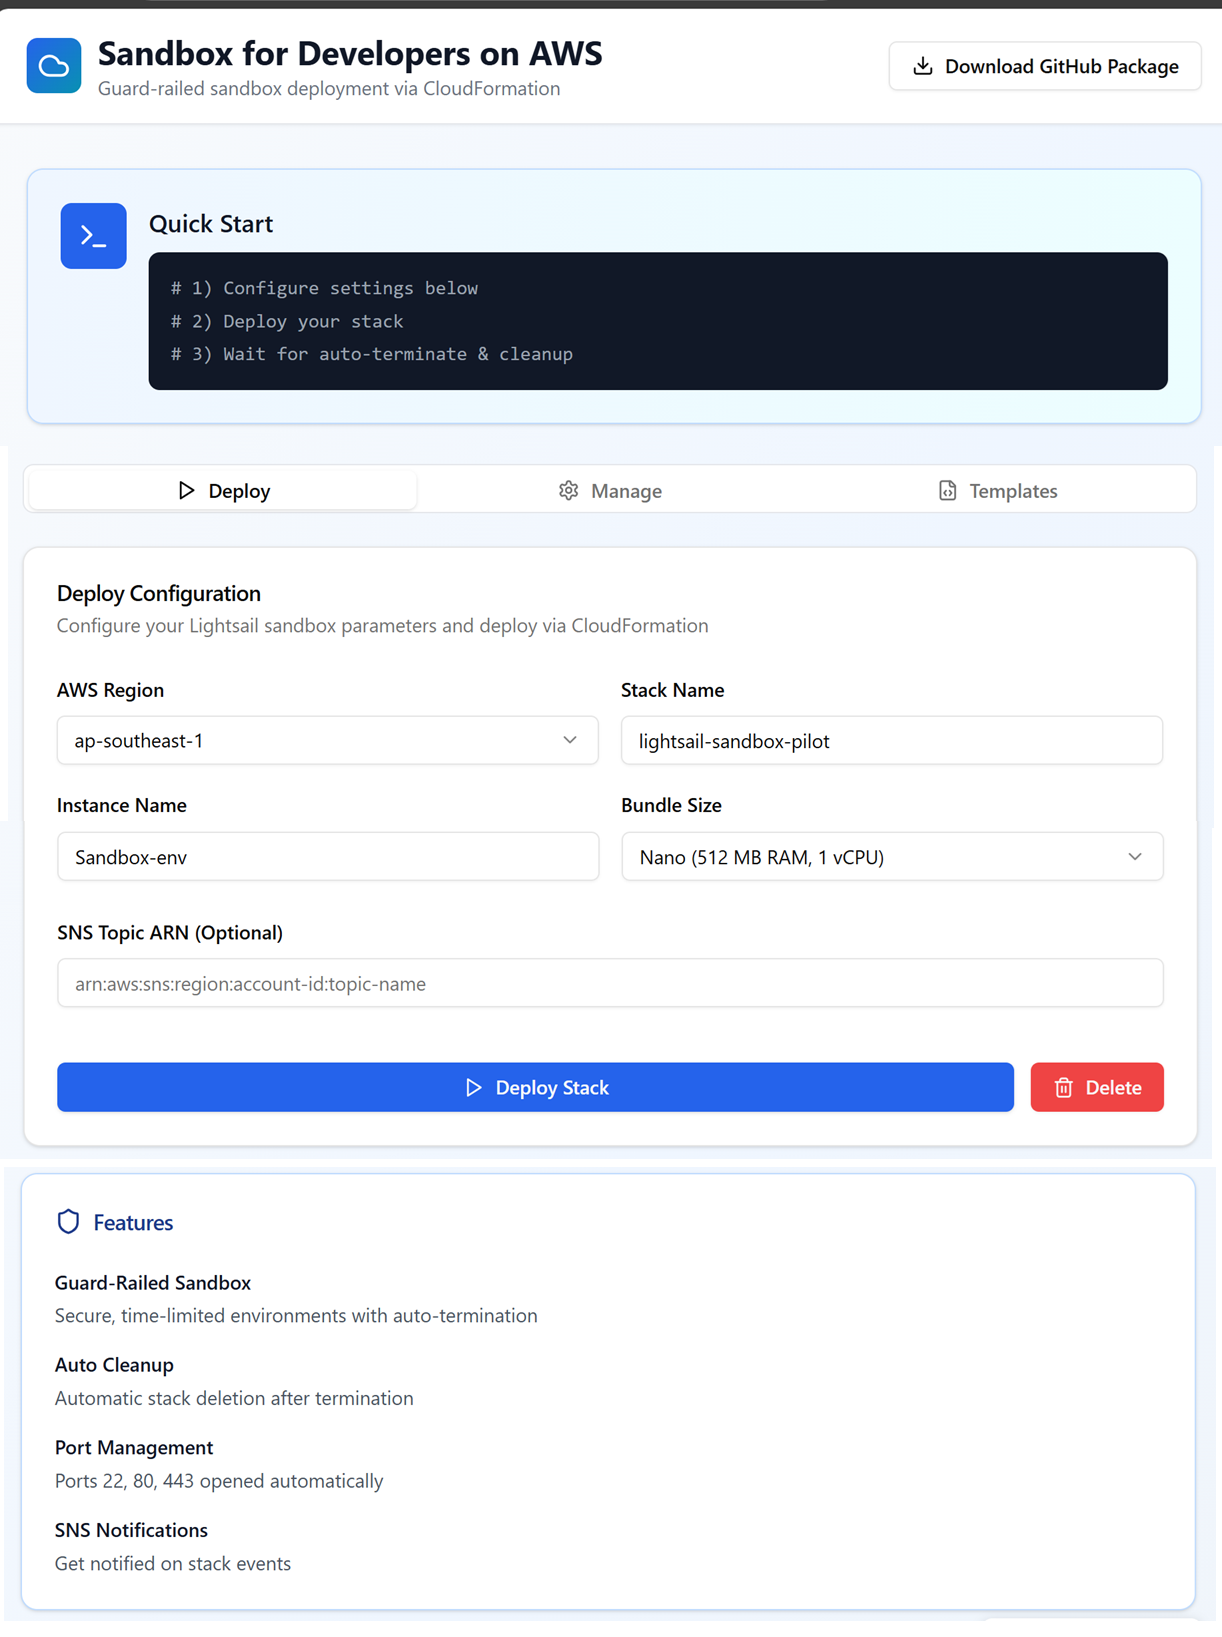 Sandbox for Developers on AWS
Guard-railed sandbox deployment via CloudFormation
Download GitHub Package
Quick Start
# 1) Configure settings below
# 2) Deploy your stack
# 3) Wait for auto-terminate & cleanup
Deploy
Manage
Templates
Deploy Configuration
Configure your Lightsail sandbox parameters and deploy via CloudFormation
AWS Region
Stack Name
ap-southeast-1
lightsail-sandbox-pilot
Instance Name
Bundle Size
Sandbox-env
Nano (512 MB RAM, 1 vCPU)
SNS Topic ARN (Optional)
arn:aws:sns:region:account-id:topic-name
Deploy Stack
Delete
Features
Guard-Railed Sandbox
Secure, time-limited environments with auto-termination
Auto Cleanup
Automatic stack deletion after termination
Port Management
Ports 22, 80, 443 opened automatically
SNS Notifications
Get notified on stack events